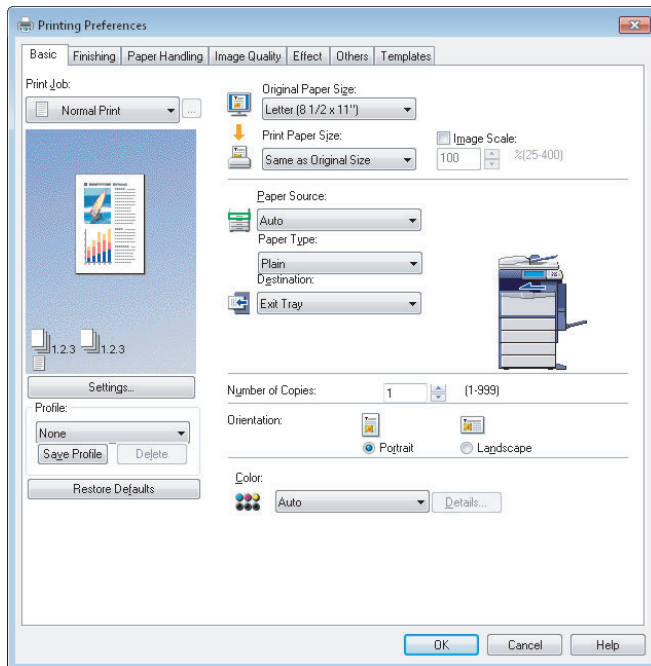 Printing Preferences
Basic
Finishing
Paper Handling
Image Quality
Effect
Others
Templates
Print Job:
Normal Print
...
1.2.3
1.2.3
Settings...
Profile:
None
Save Profile
Delete
Restore Defaults
Original Paper Size:
Letter (8 1/2 x 11")
Print Paper Size:
Same as Original Size
Image Scale:
100
%(25-400)
Paper Source:
Auto
Paper Type:
Plain
Destination:
Exit Tray
Number of Copies:
1
(1-999)
Orientation:
Portrait
Landscape
Color:
Auto
Details...
OK
Cancel
Help